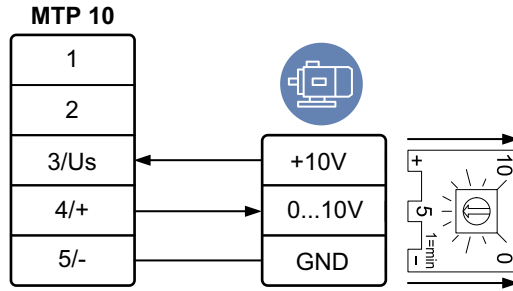 MTP 10
1
2
3/Us
4/+
5/-
+10V
0...10V
GND
+ 5 -
1=min
10
0